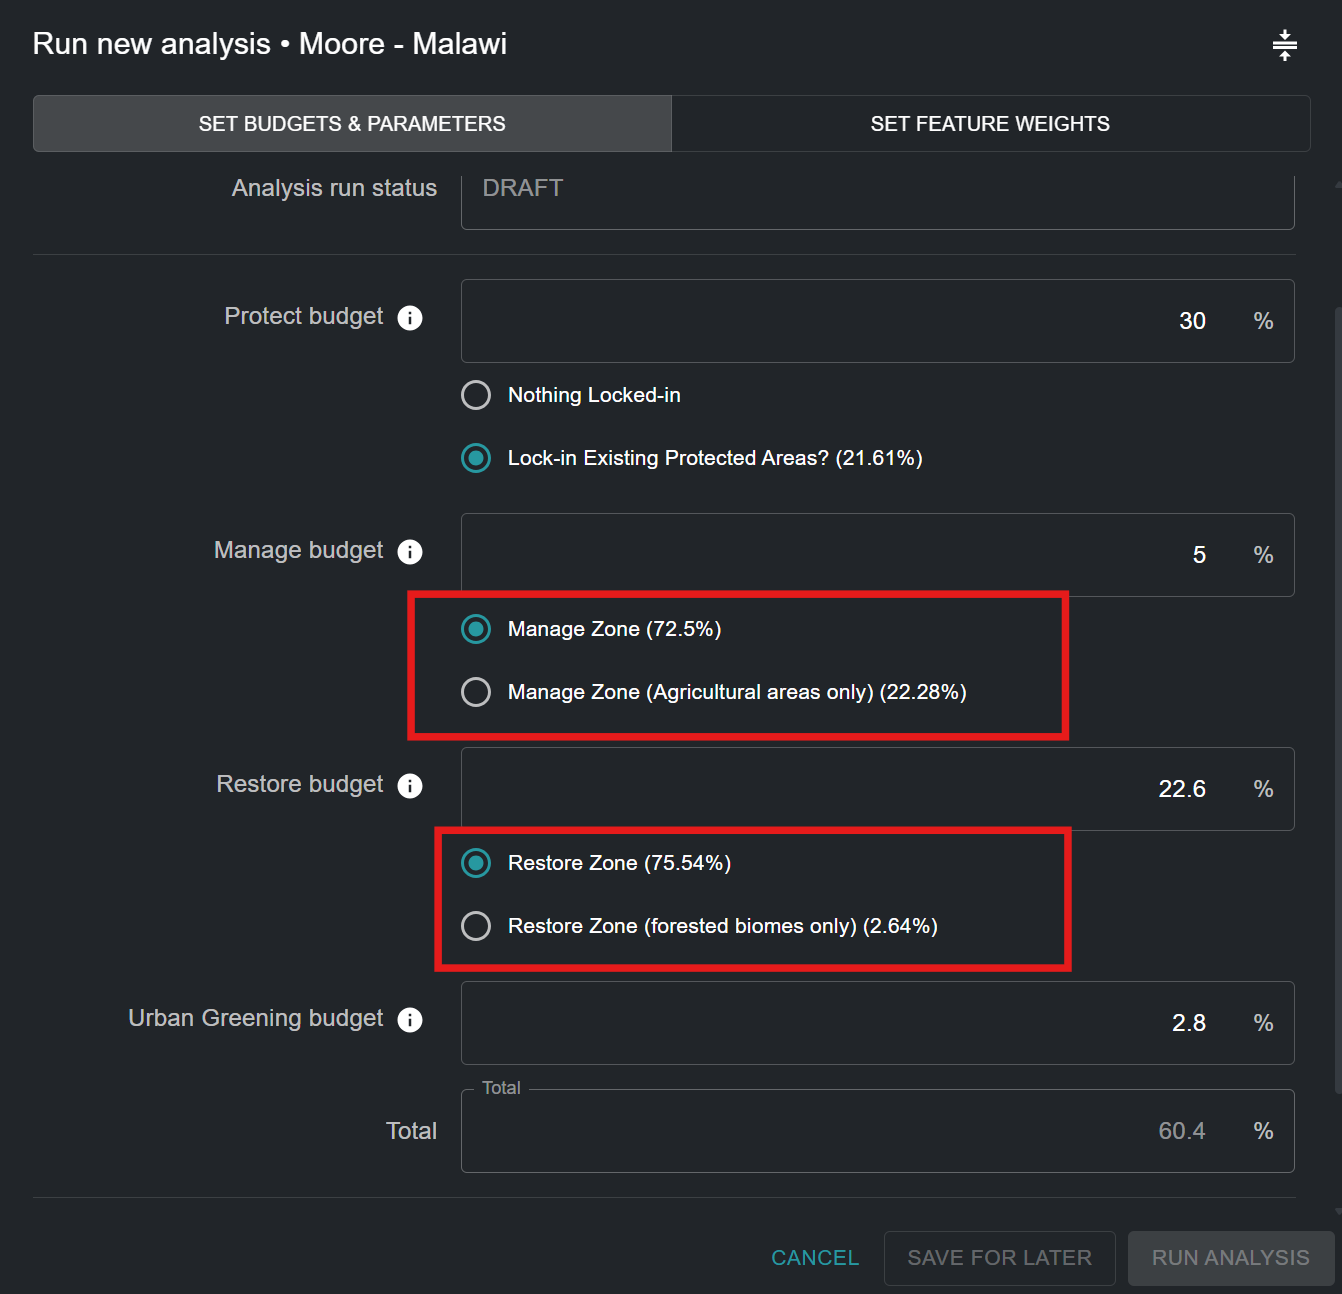 Run new analysis • Moore - Malawi
SET BUDGETS & PARAMETERS
SET FEATURE WEIGHTS
Analysis run status
DRAFT
Protect budget
30 %
Nothing Locked-in
Lock-in Existing Protected Areas? (21.61%)
Manage budget
5 %
Manage Zone (72.5%)
Manage Zone (Agricultural areas only) (22.28%)
Restore budget
22.6 %
Restore Zone (75.54%)
Restore Zone (forested biomes only) (2.64%)
Urban Greening budget
2.8 %
Total
Total
60.4 %
CANCEL
SAVE FOR LATER
RUN ANALYSIS